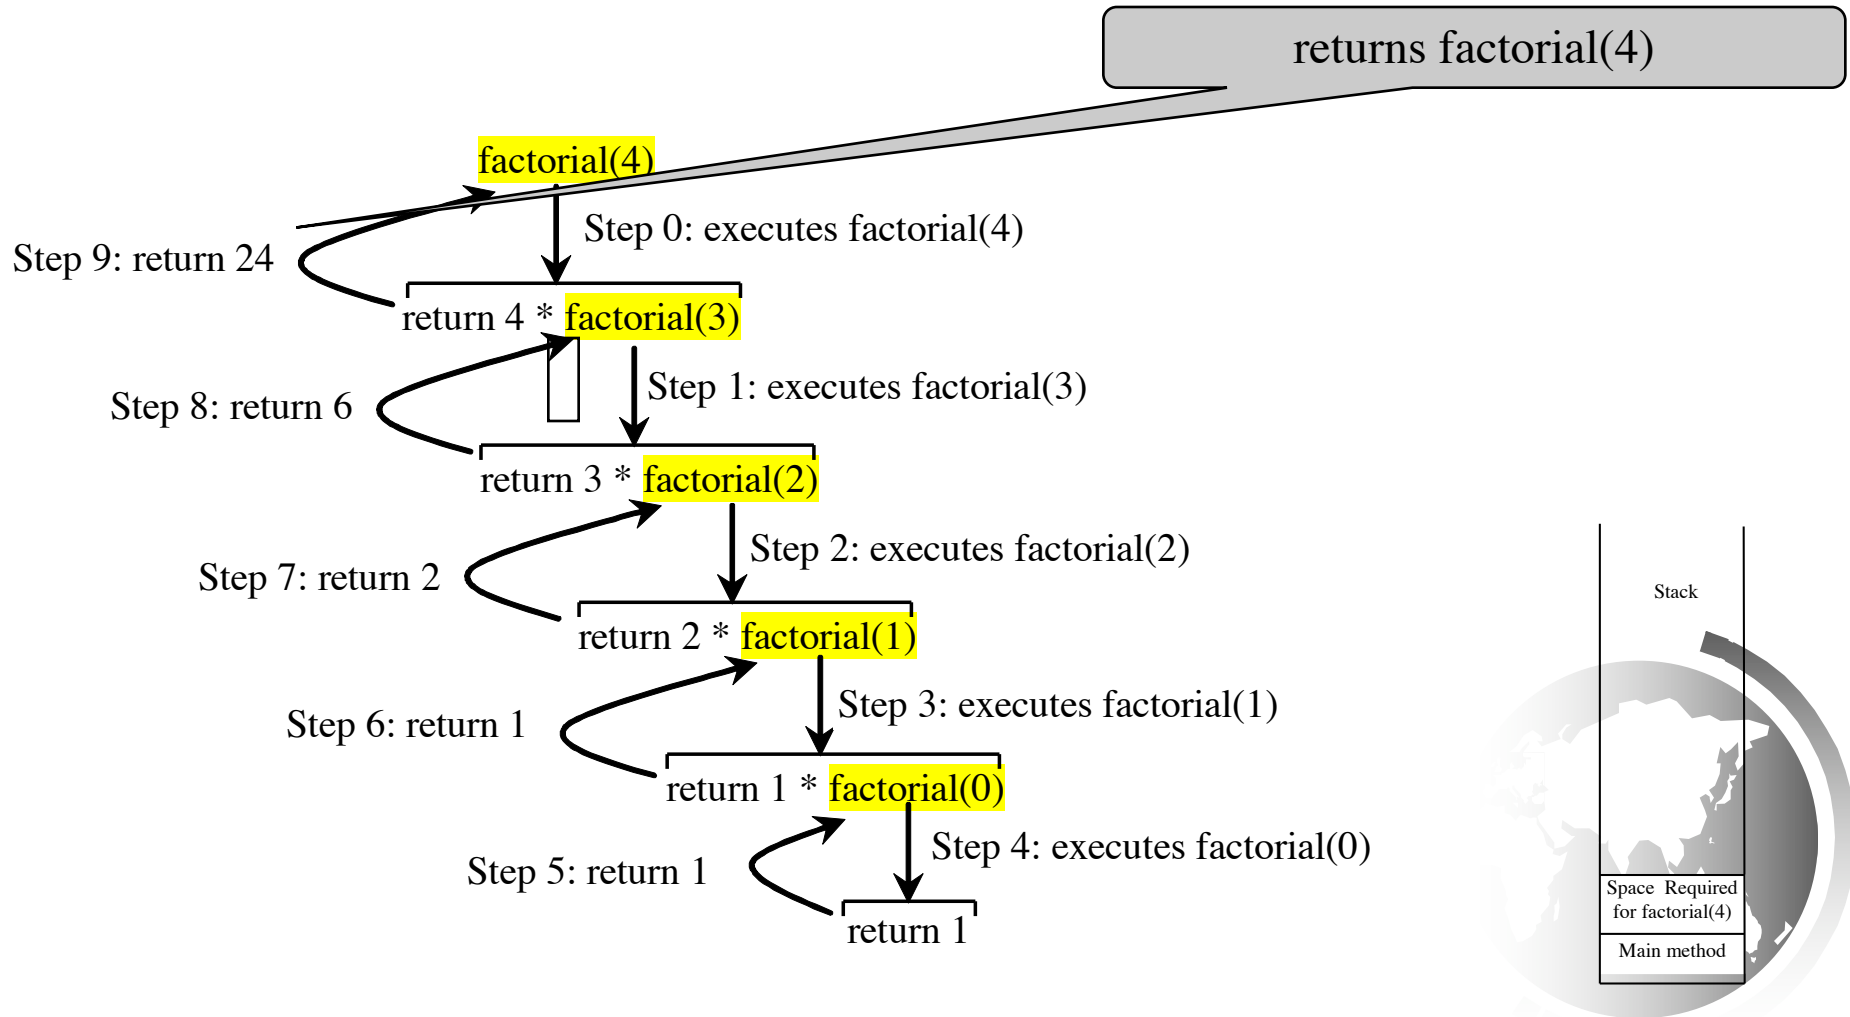 returns factorial(4)
factorial(4)
Step 0: executes factorial(4)
Step 9: return 24
return 4 * factorial(3)
Step 1: executes factorial(3)
Step 8: return 6
return 3 * factorial(2)
Step 2: executes factorial(2)
Step 7: return 2
return 2 * factorial(1)
Step 3: executes factorial(1)
Step 6: return 1
return 1 * factorial(0)
Step 4: executes factorial(0)
Step 5: return 1
return 1
Stack
Space Required
for factorial(4)
Main method